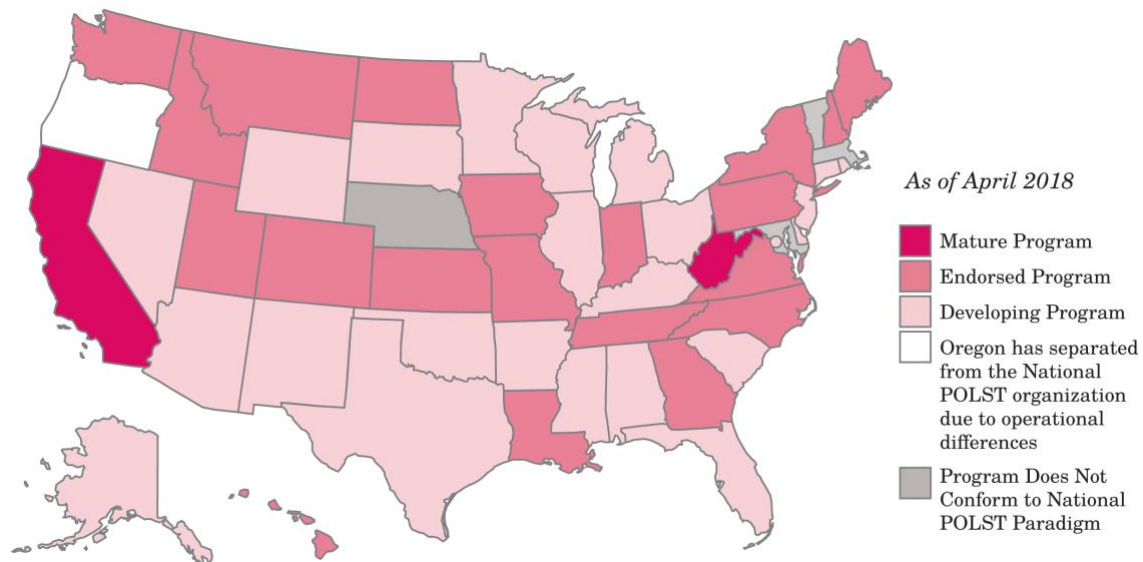 As of April 2018
Mature Program
Endorsed Program
Developing Program
Oregon has separated
from the National
POLST organization
due to operational
differences
Program Does Not
Conform to National
POLST Paradigm